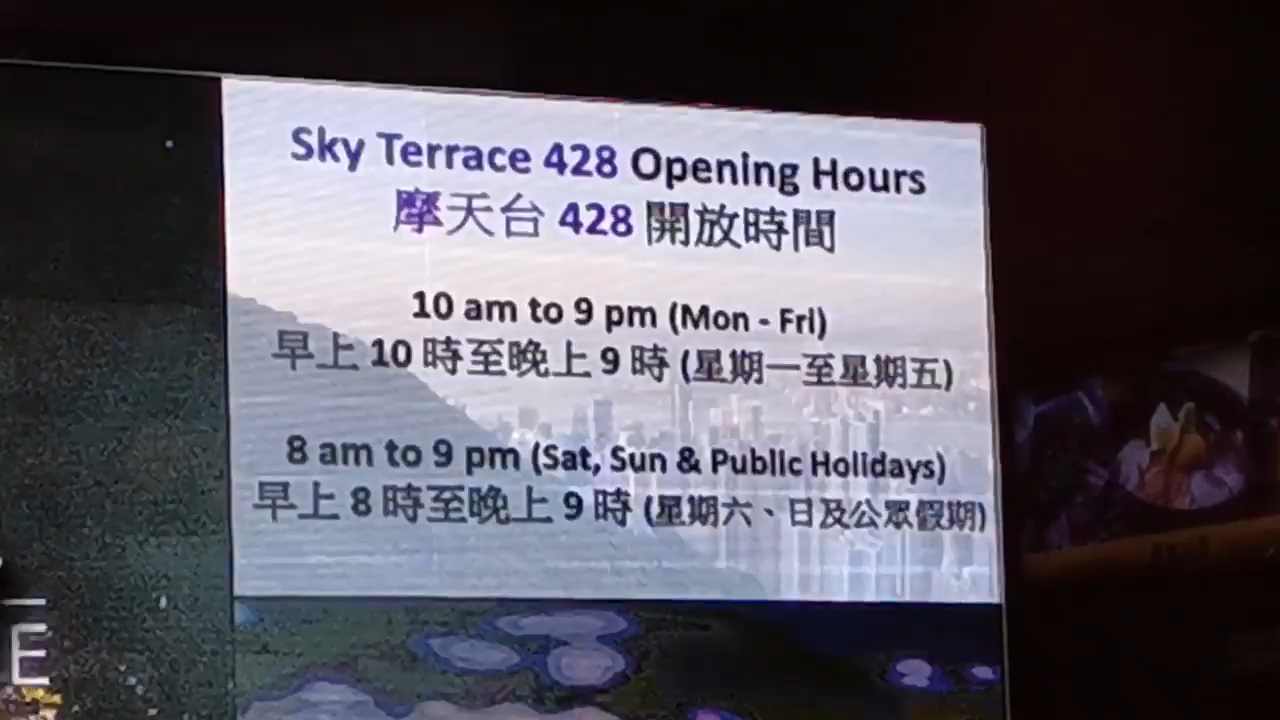 Sky Terrace 428 Opening Hours
摩天台 428 開放時間
10 am to 9 pm (Mon - Fri)
早上 10 時至晚上 9 時 (星期一至星期五)
8 am to 9 pm (Sat, Sun & Public Holidays)
早上 8 時至晚上 9 時 (星期六、日及公眾假期)
E